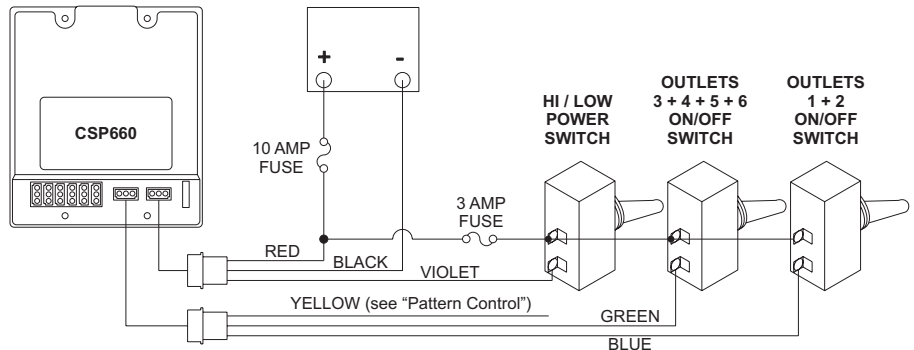 CSP660
+
-
10 AMP
FUSE
3 AMP
FUSE
HI / LOW
POWER
SWITCH
OUTLETS
3 + 4 + 5 + 6
ON/OFF
SWITCH
OUTLETS
1 + 2
ON/OFF
SWITCH
RED
BLACK
VIOLET
YELLOW (see “Pattern Control”)
GREEN
BLUE